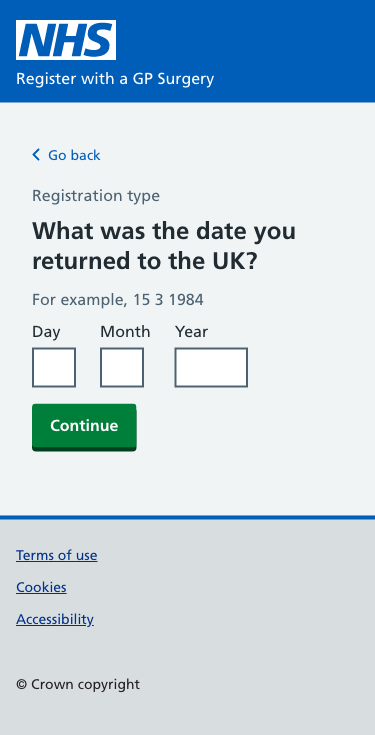 NHS
Register with a GP Surgery
Go back
Registration type
What was the date you
returned to the UK?
For example, 15 3 1984
Day Month Year
Continue
Terms of use
Cookies
Accessibility
© Crown copyright